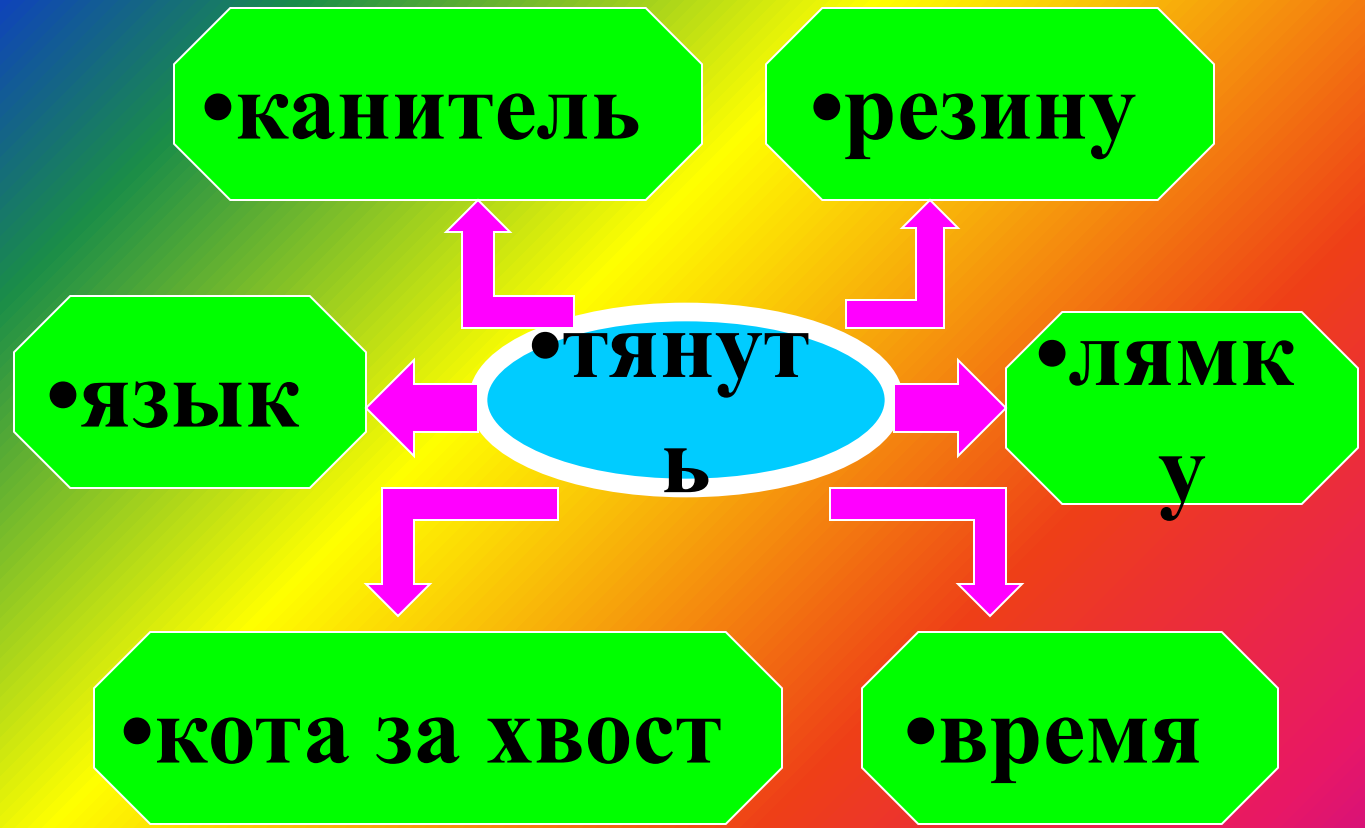 •канитель
•резину
•тянут
ь
•язык
•лямк
у
•кота за хвост
•время